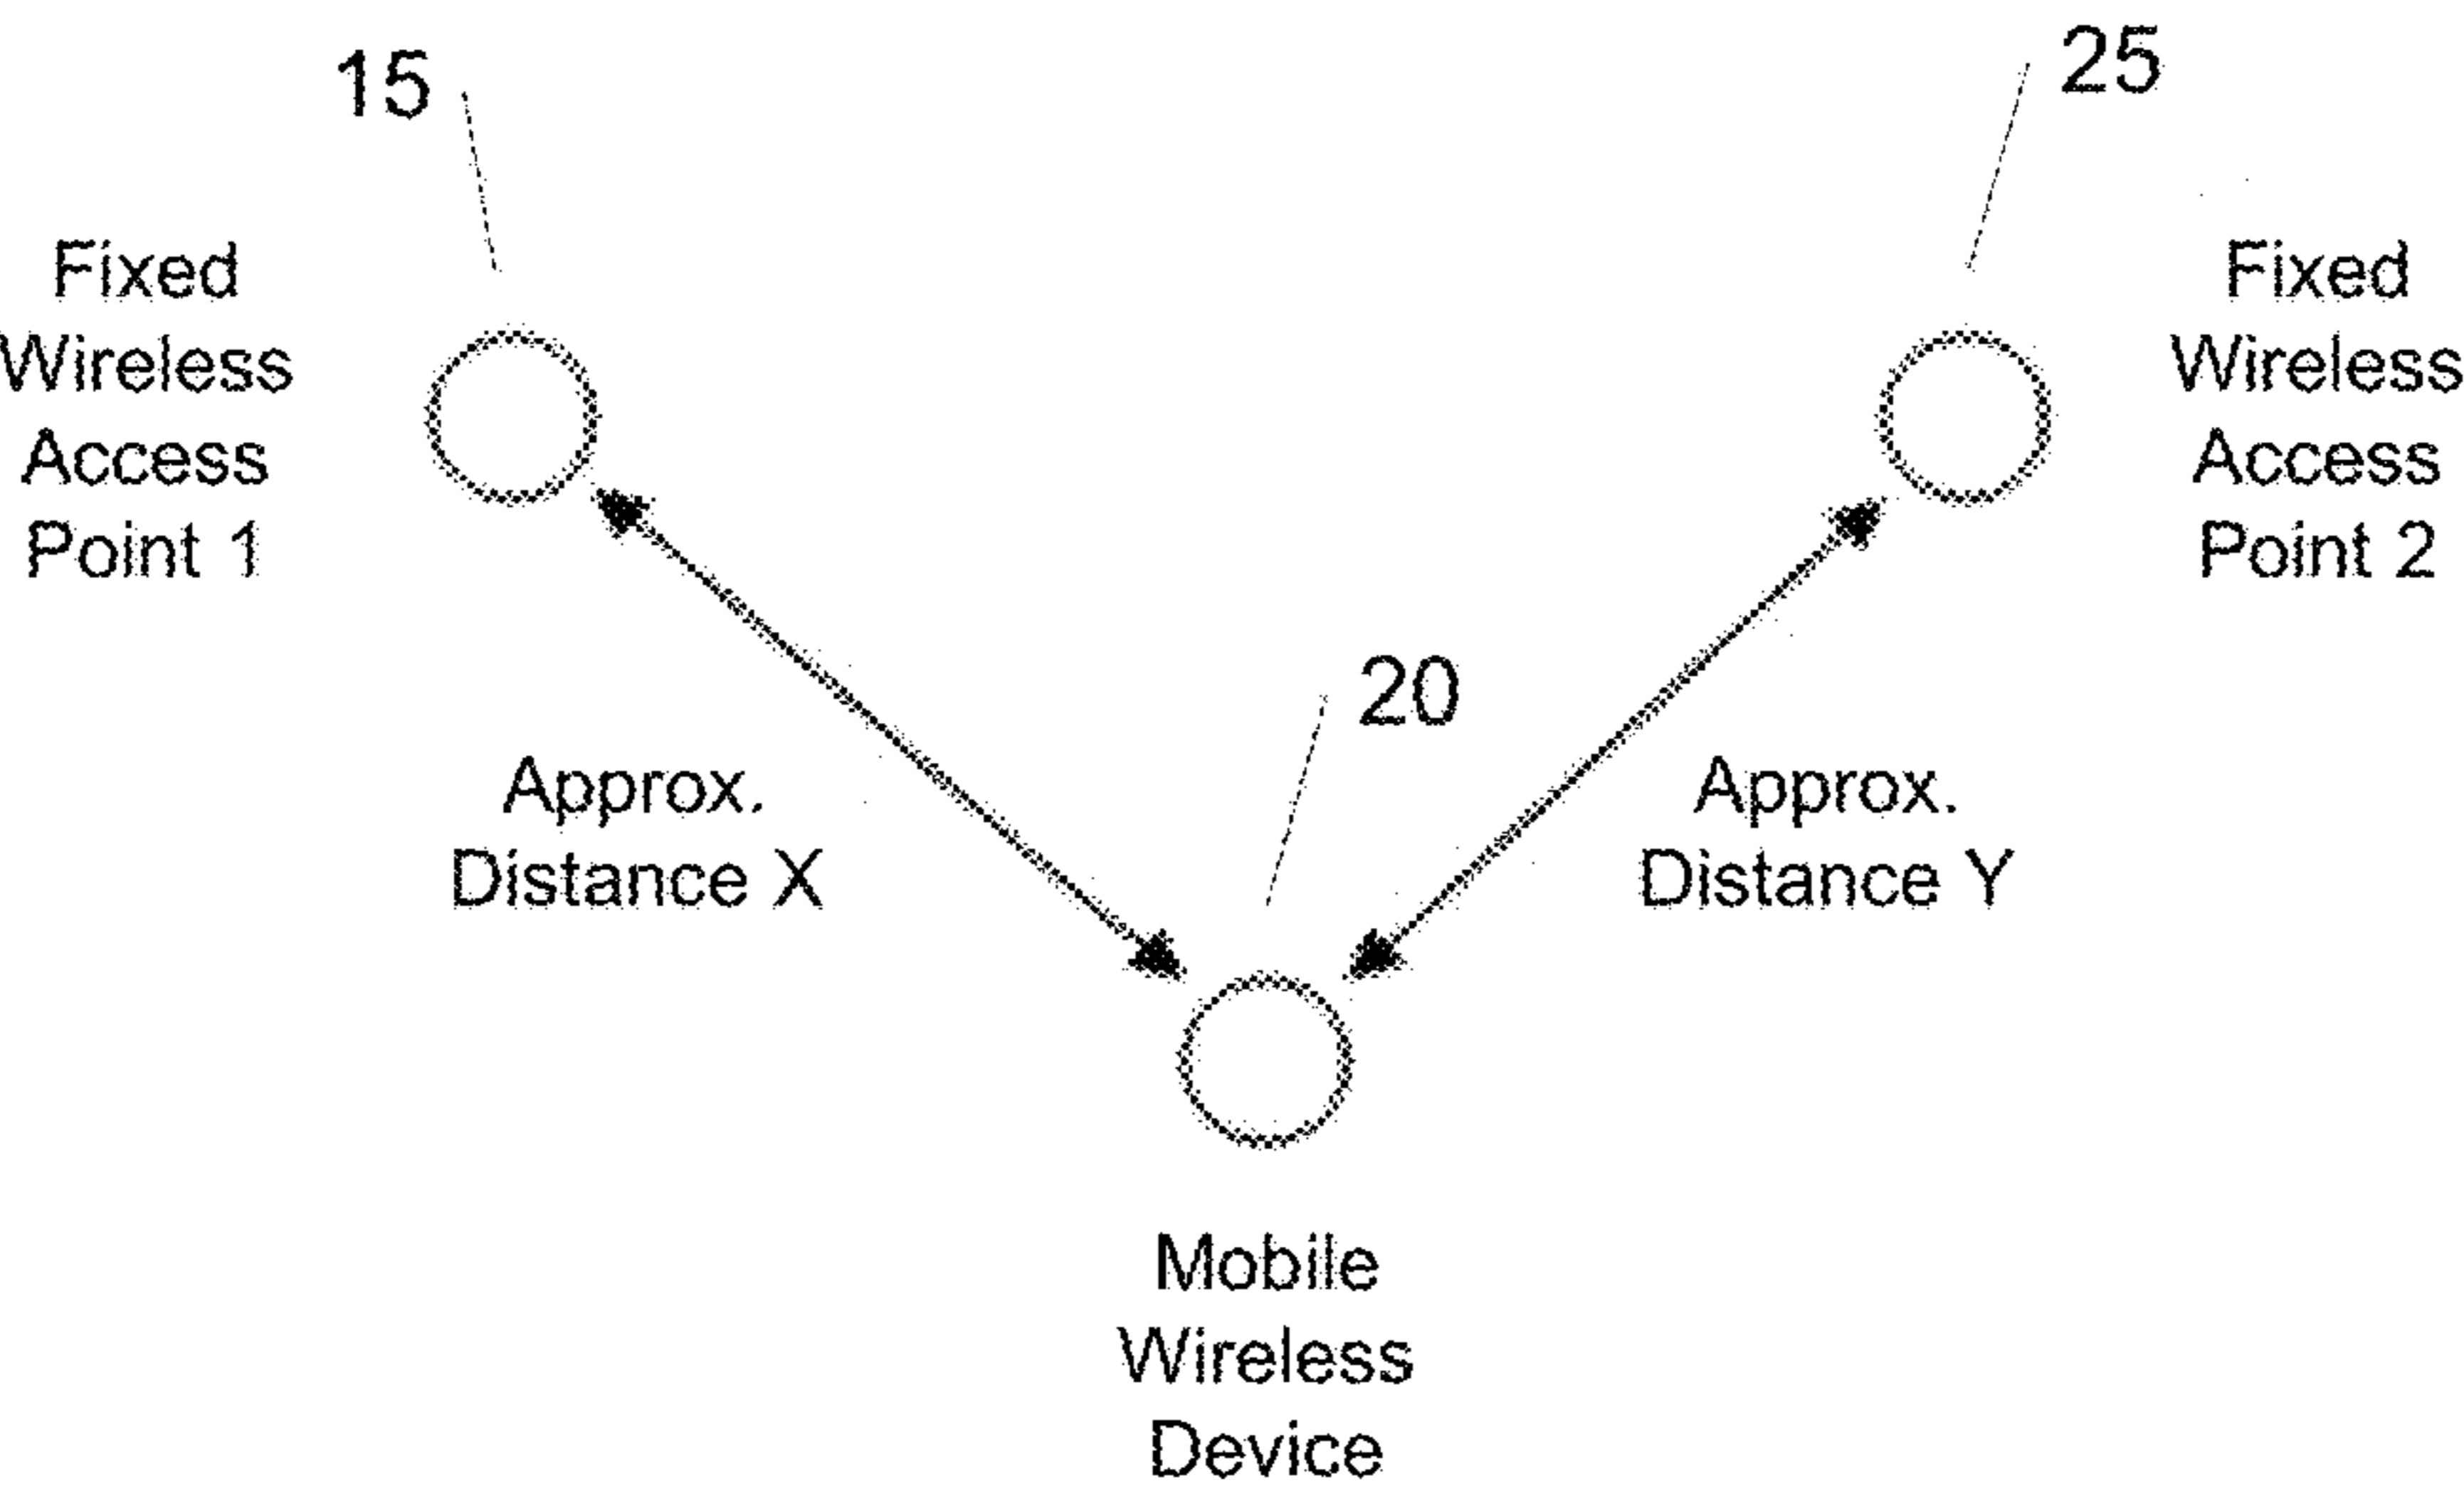 15
25
Fixed
Wireless
Access
Point 1
Fixed
Wireless
Access
Point 2
20
Approx.
Distance X
Approx.
Distance Y
Mobile
Wireless
Device